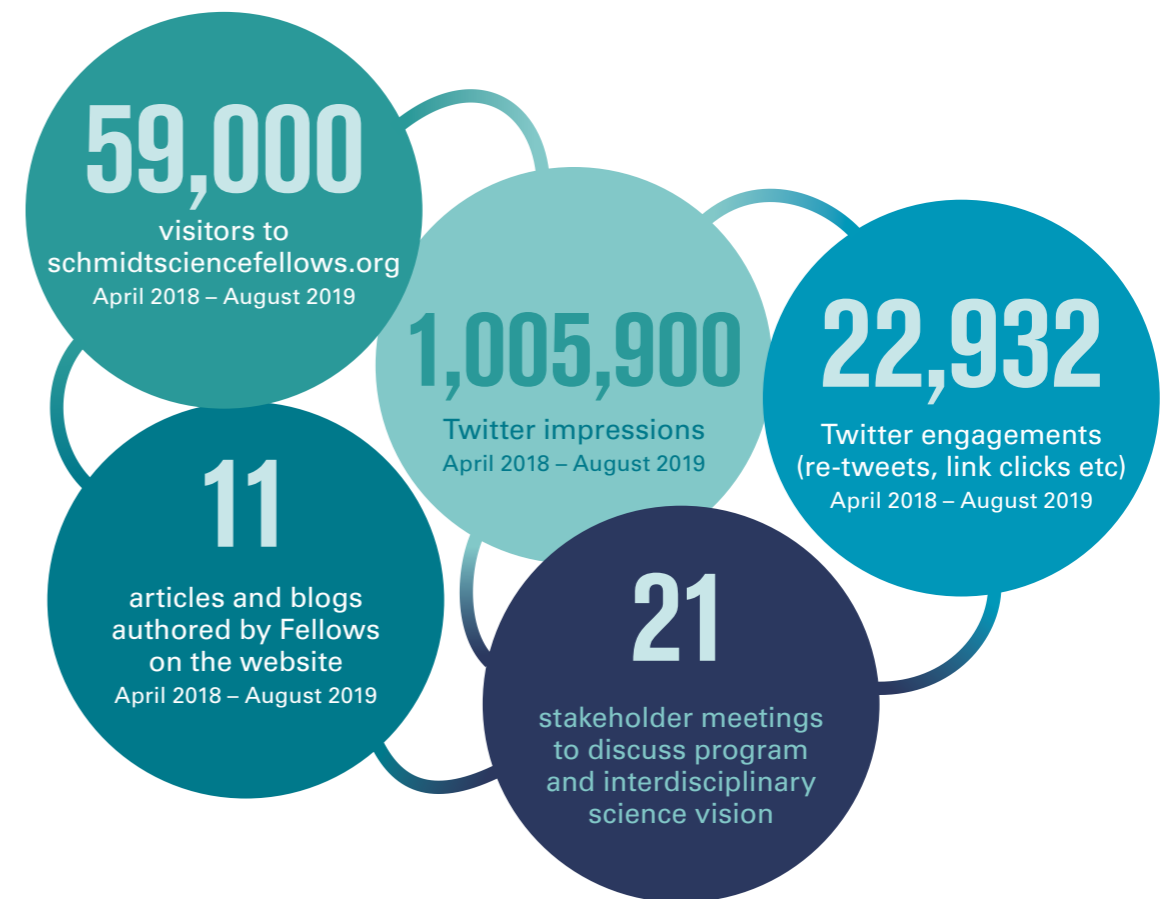 59,000
visitors to
schmidtsciencefellows.org
April 2018 – August 2019
1,005,900
Twitter impressions
April 2018 – August 2019
22,932
Twitter engagements
(re-tweets, link clicks etc)
April 2018 – August 2019
11
articles and blogs
authored by Fellows
on the website
April 2018 – August 2019
21
stakeholder meetings
to discuss program
and interdisciplinary
science vision